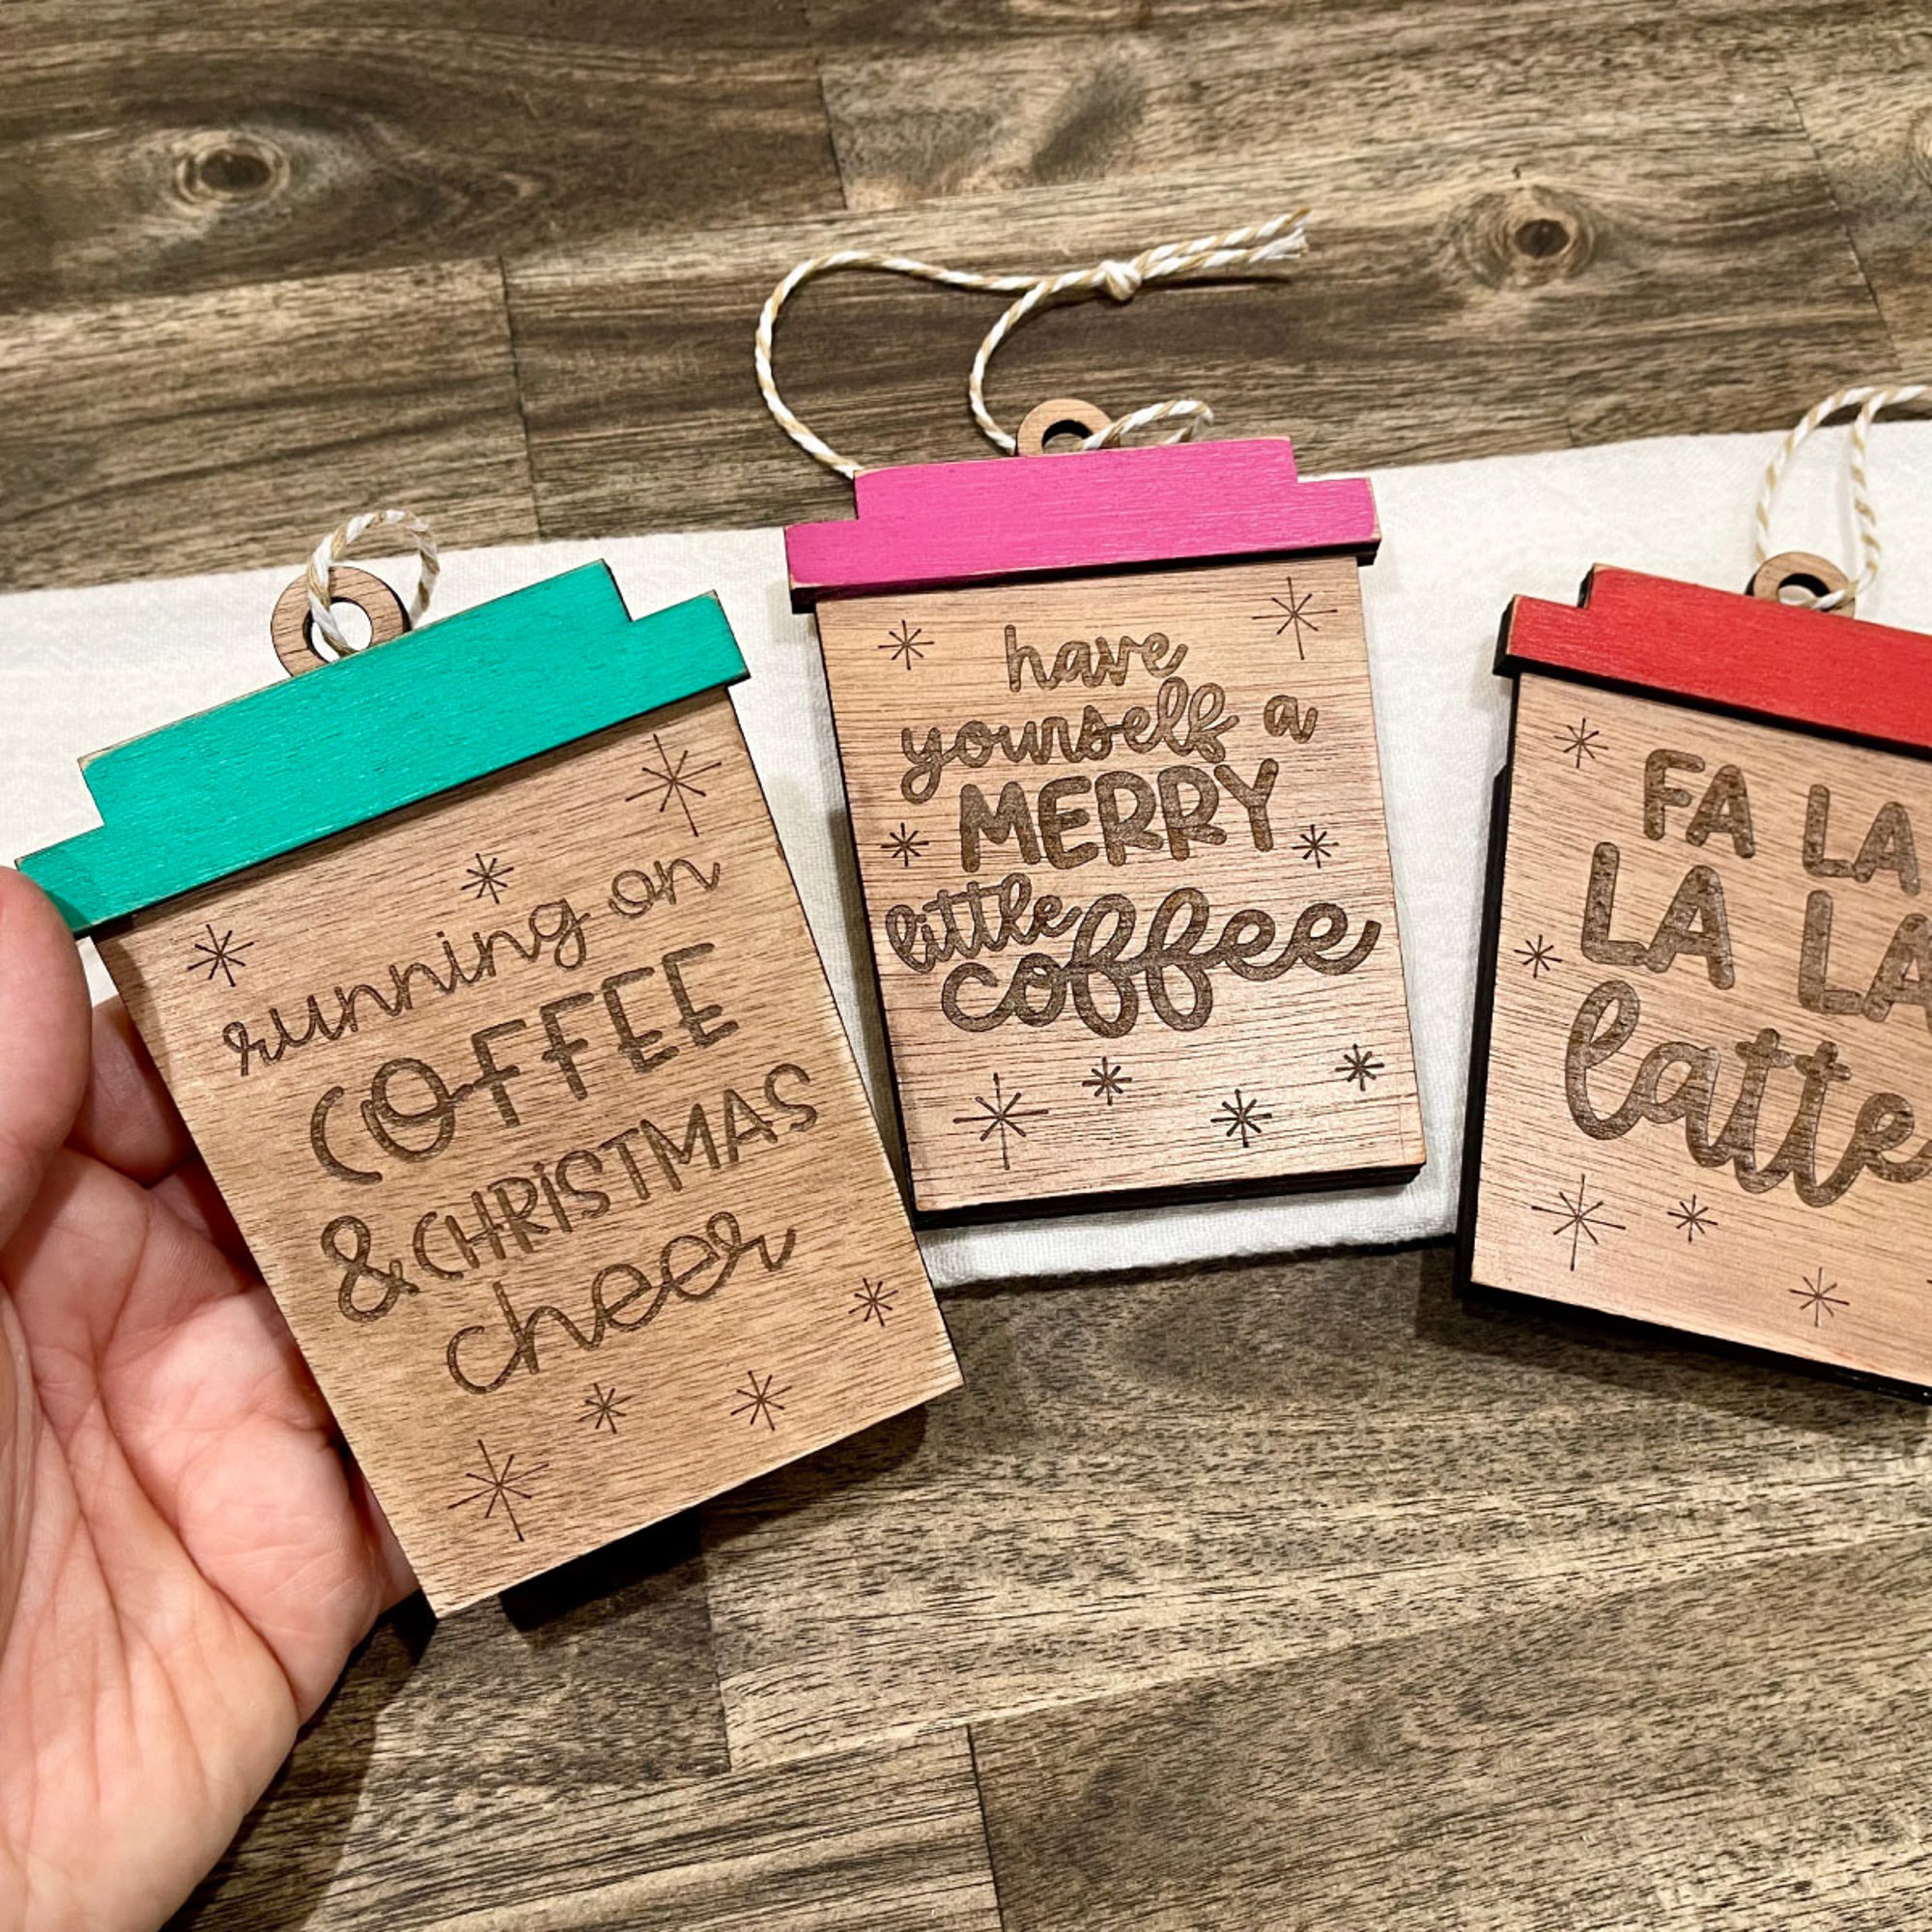 running on
COFFEE
& CHRISTMAS
cheer
have
yourself a
MERRY
little
coffee
FA LA
LA LA
latte